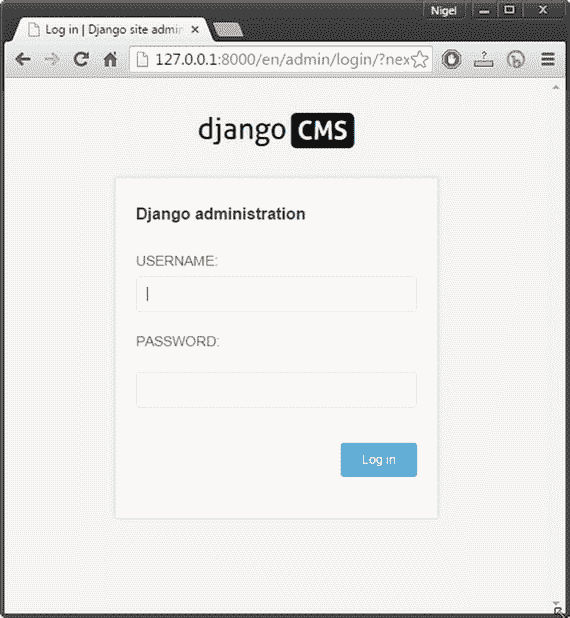 Nigel
Log in | Django site admin
127.0.0.1:8000/en/admin/login/?nex
django CMS
Django administration
USERNAME:
PASSWORD:
Log in